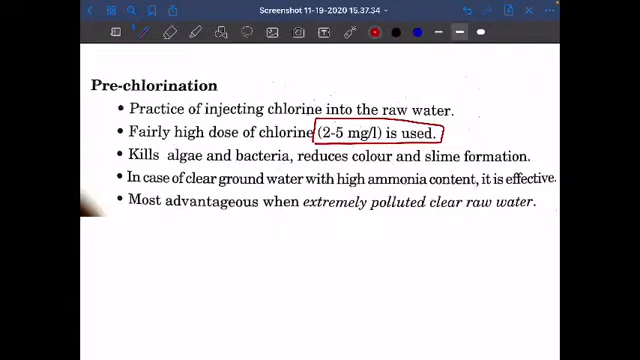 Screenshot 11-19-2020 15.37.34
Pre-chlorination
• Practice of injecting chlorine into the raw water.
• Fairly high dose of chlorine (2-5 mg/l) is used.
• Kills algae and bacteria, reduces colour and slime formation.
• In case of clear ground water with high ammonia content, it is effective.
• Most advantageous when extremely polluted clear raw water.